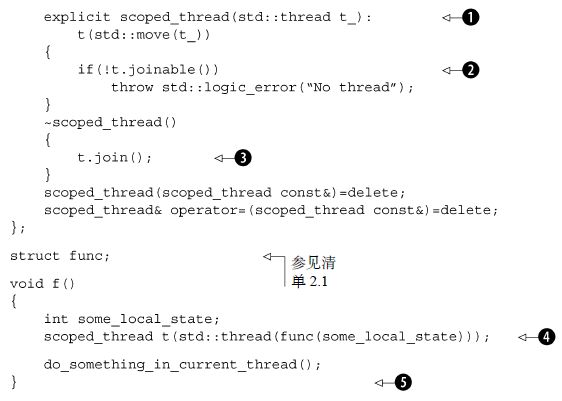 explicit scoped_thread(std::thread t_): ❶
t(std::move(t_))
{
if(!t.joinable()) ❷
throw std::logic_error(“No thread”);
}
~scoped_thread()
{
t.join(); ❸
}
scoped_thread(scoped_thread const&)=delete;
scoped_thread& operator=(scoped_thread const&)=delete;
};
struct func;
参见清
单 2.1
void f()
{
int some_local_state;
scoped_thread t(std::thread(func(some_local_state))); ❹
do_something_in_current_thread();
} ❺